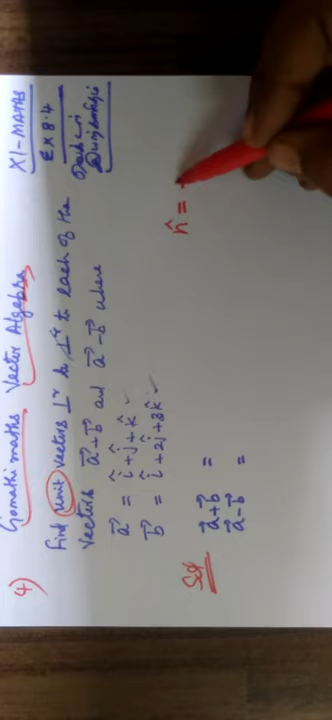 Gomathi maths Vector Algebra XI-MATHS
EX 8.4
4) Find unit vectors ⊥r to each of the
vectors a⃗+b⃗ and a⃗-b⃗ where
a⃗ = î+ĵ+k̂ ✓
b⃗ = î+2ĵ+3k̂ ✓
Sol
a⃗+b⃗ =
a⃗-b⃗ =
n̂ =